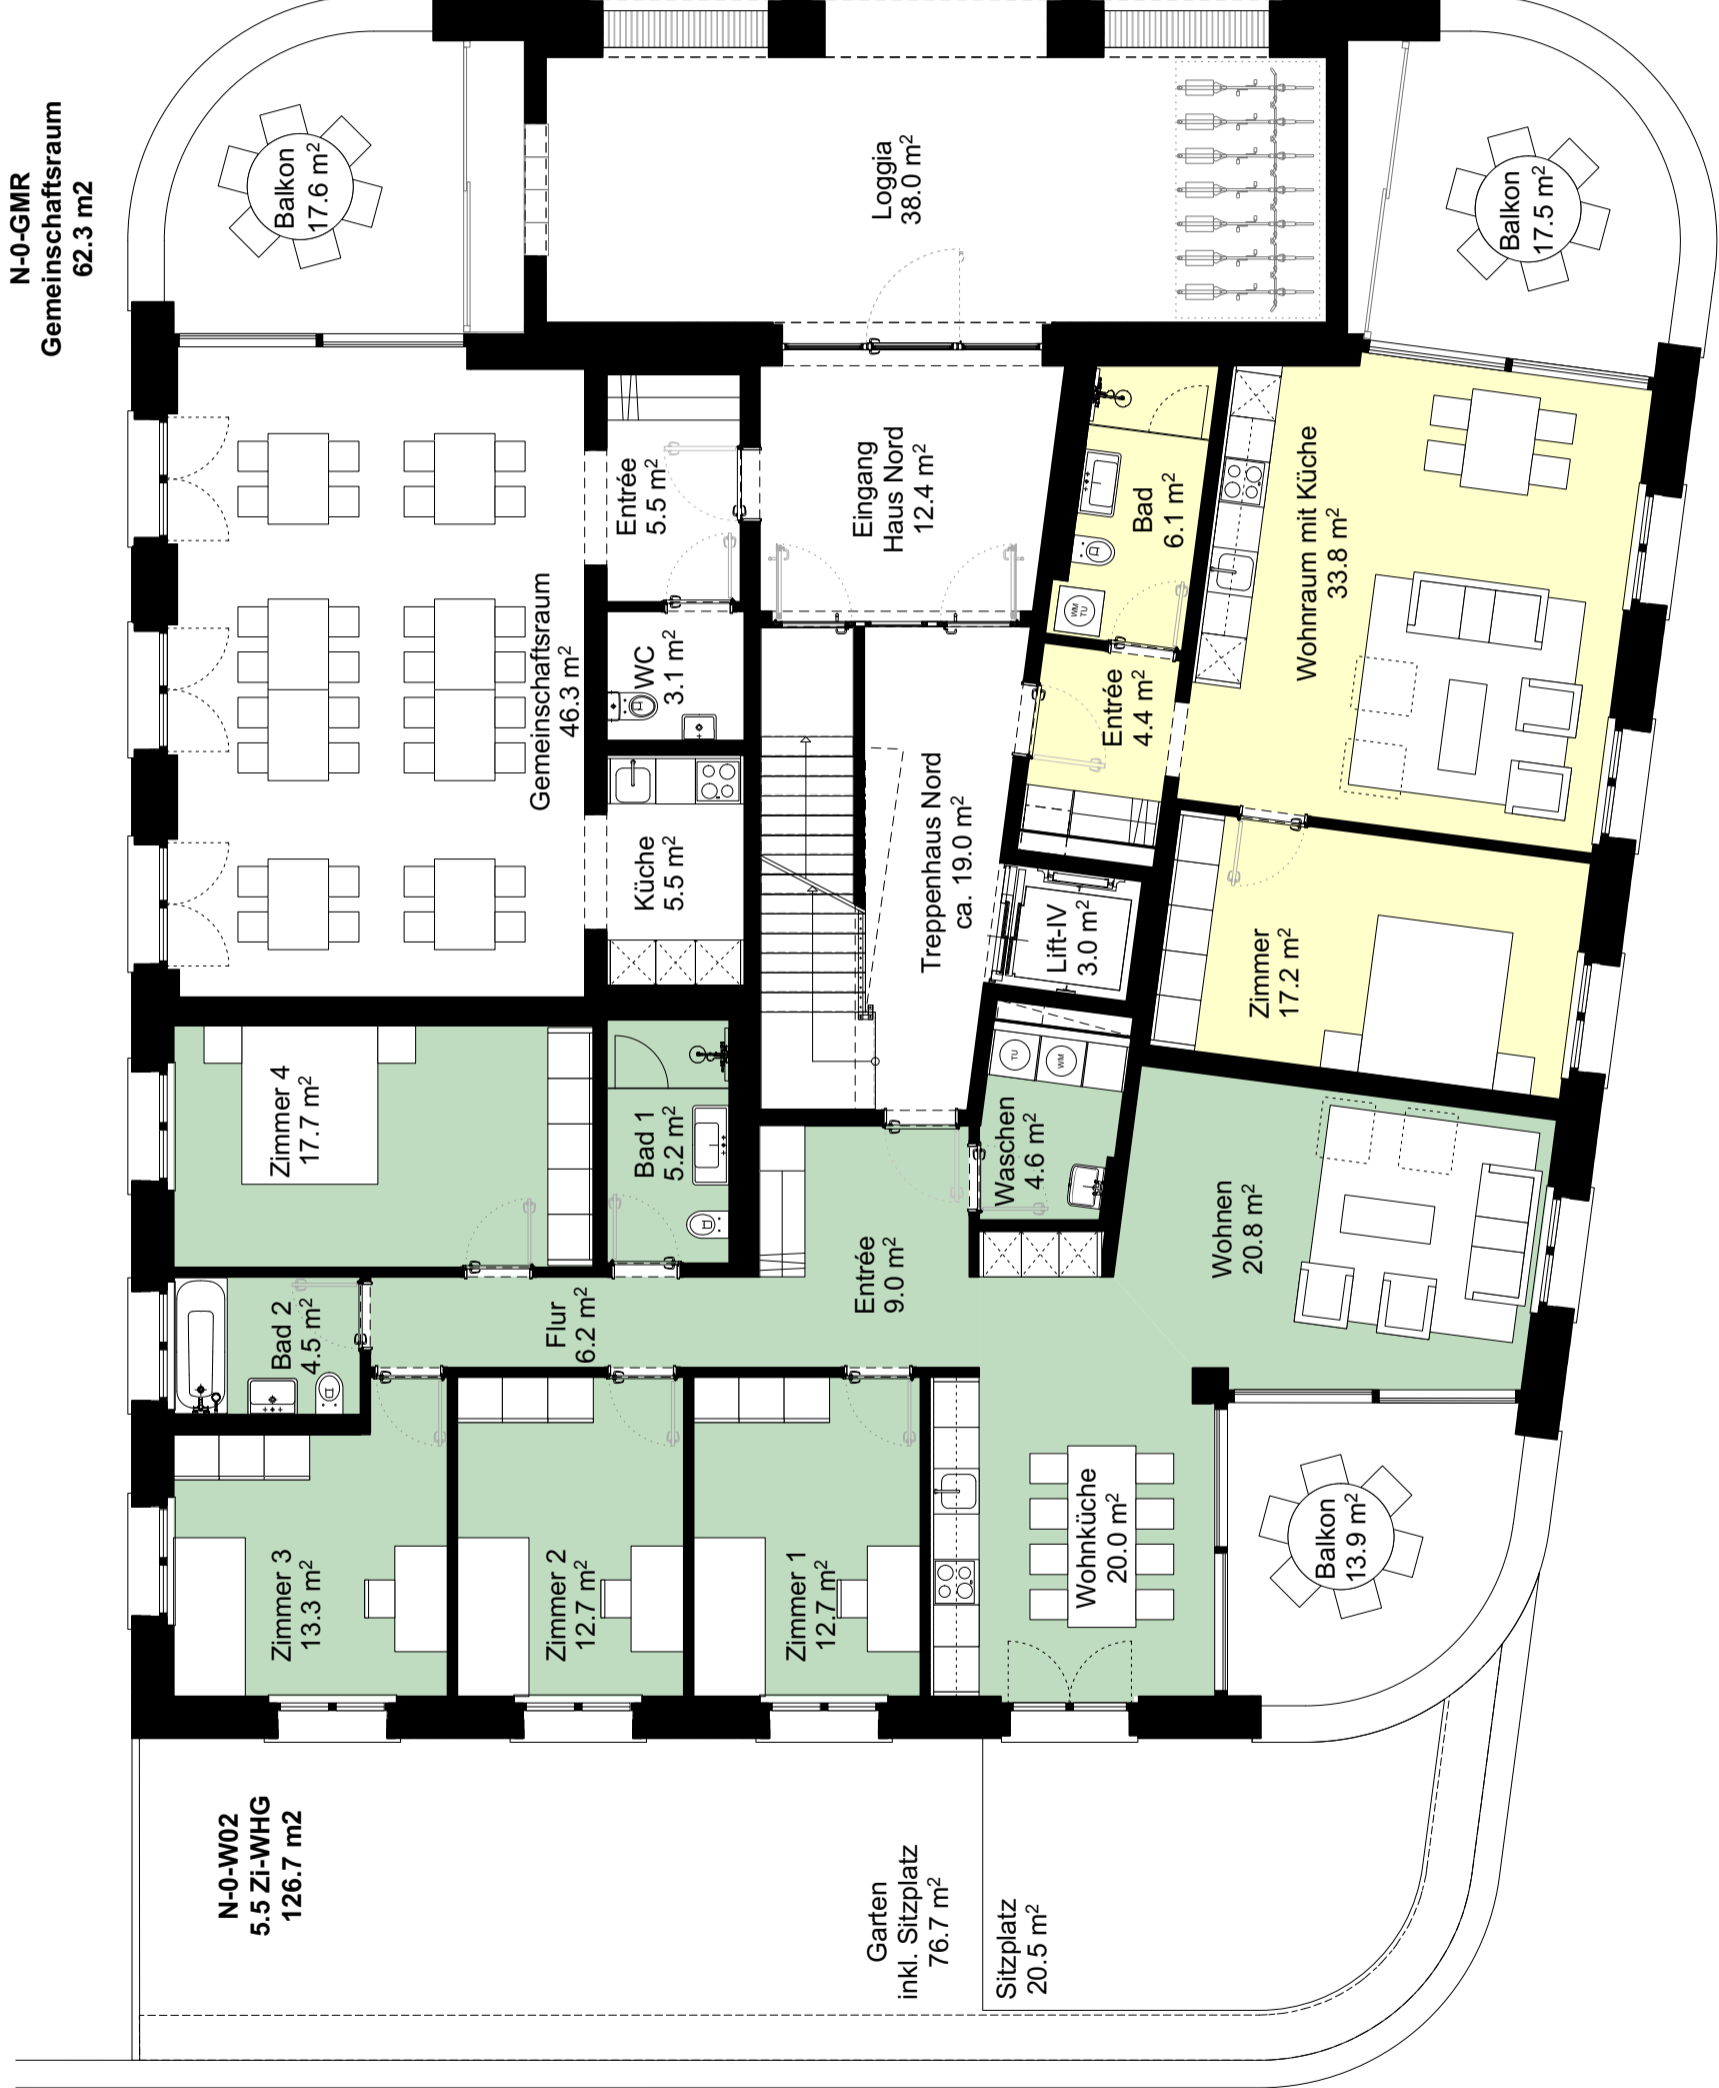 N-0-GMR
Gemeinschaftsraum
62.3 m2
Balkon
17.6 m²
Loggia
38.0 m²
Balkon
17.5 m²
Gemeinschaftsraum
46.3 m²
Entrée
5.5 m²
WC
3.1 m²
Küche
5.5 m²
Eingang
Haus Nord
12.4 m²
Treppenhaus Nord
ca. 19.0 m²
Lift-IV
3.0 m²
Bad
6.1 m²
WM
TU
Entrée
4.4 m²
Wohnraum mit Küche
33.8 m²
Zimmer
17.2 m²
Zimmer 4
17.7 m²
Bad 1
5.2 m²
Bad 2
4.5 m²
Flur
6.2 m²
Entrée
9.0 m²
Waschen
4.6 m²
TU
WM
Wohnen
20.8 m²
Zimmer 3
13.3 m²
Zimmer 2
12.7 m²
Zimmer 1
12.7 m²
Wohnküche
20.0 m²
Balkon
13.9 m²
N-0-W02
5.5 Zi-WHG
126.7 m2
Garten
inkl. Sitzplatz
76.7 m²
Sitzplatz
20.5 m²